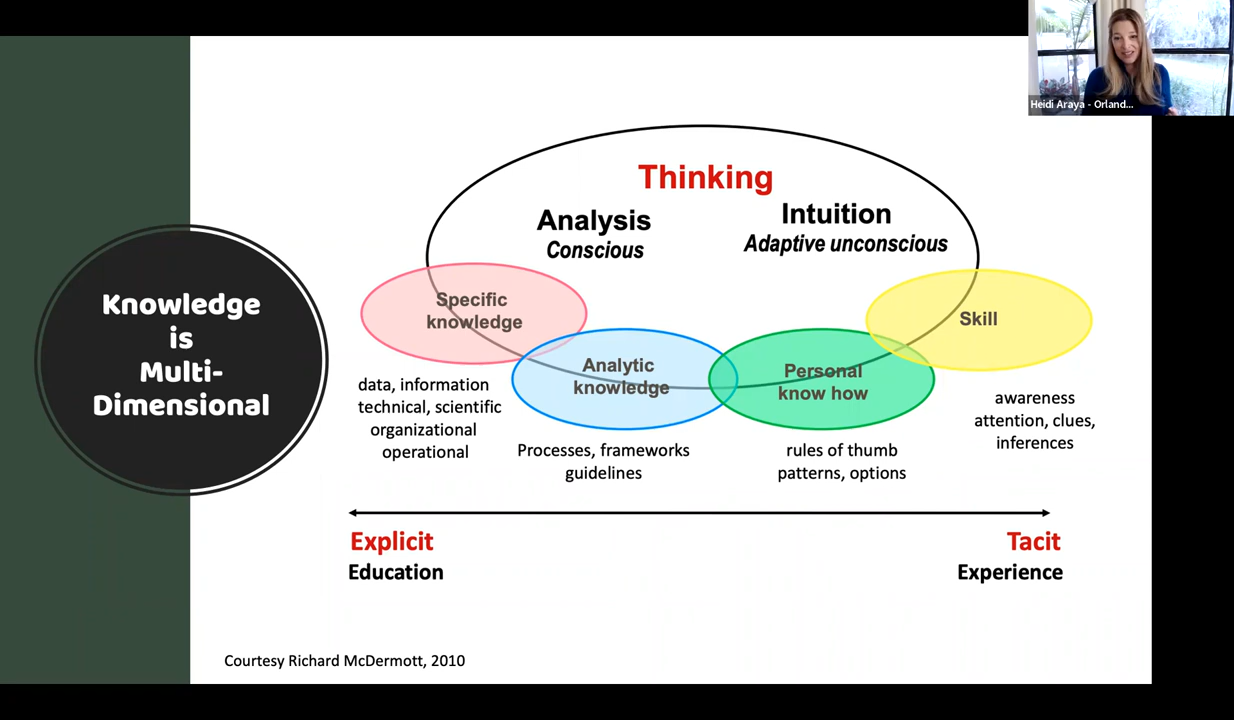 Heidi Araya - Orland...
Thinking
Analysis
Conscious
Intuition
Adaptive unconscious
Knowledge
is
Multi-
Dimensional
Specific
knowledge
Analytic
knowledge
Personal
know how
Skill
data, information
technical, scientific
organizational
operational
Processes, frameworks
guidelines
rules of thumb
patterns, options
awareness
attention, clues,
inferences
Explicit
Education
Tacit
Experience
Courtesy Richard McDermott, 2010